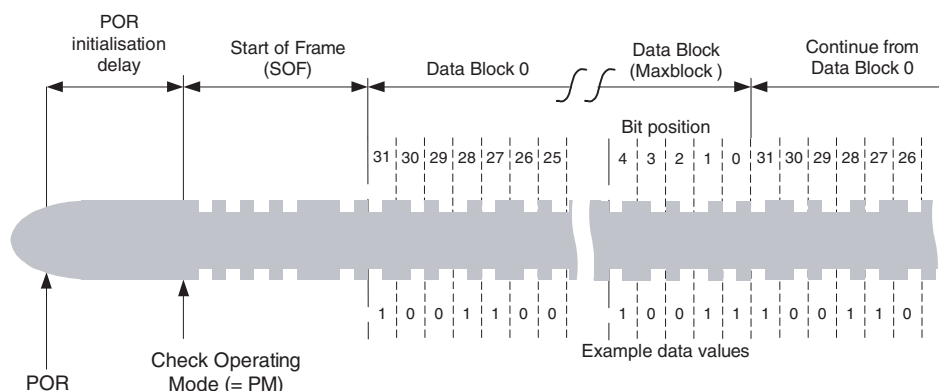 POR
initialisation
delay
Start of Frame
(SOF)
Data Block 0
Data Block
(Maxblock )
Continue from
Data Block 0
Bit position
31 30 29 28 27 26 25 4 3 2 1 0 31 30 29 28 27 26
1 0 0 1 1 0 0 1 0 0 1 1 1 0 0 1 1 0
Example data values
POR
Check Operating
Mode (= PM)